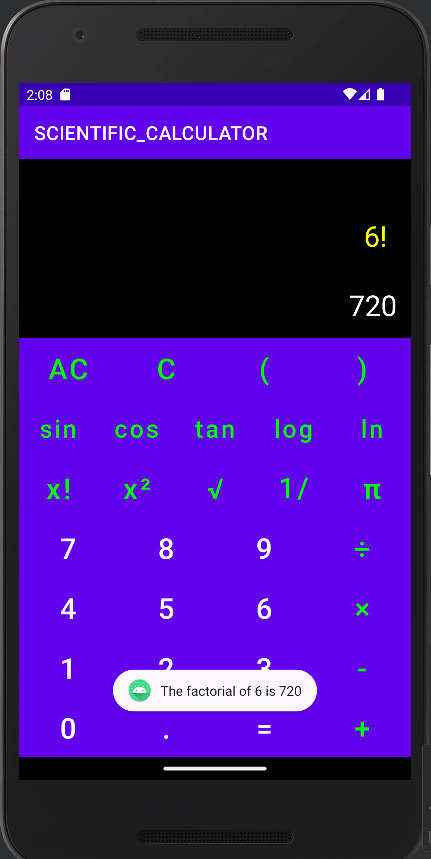 2:08
SCIENTIFIC_CALCULATOR
6!
720
AC C ( )
sin cos tan log ln
x! x² √ 1/ π
7 8 9 ÷
4 5 6 ×
1 2 3 -
The factorial of 6 is 720
0 . = +